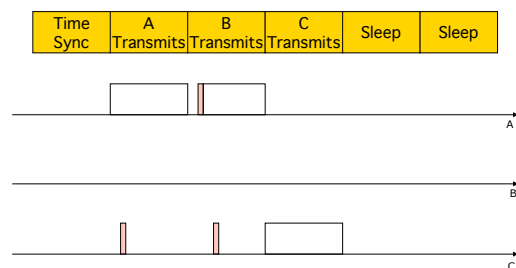 Time Sync
A Transmits
B Transmits
C Transmits
Sleep
Sleep
A
B
C